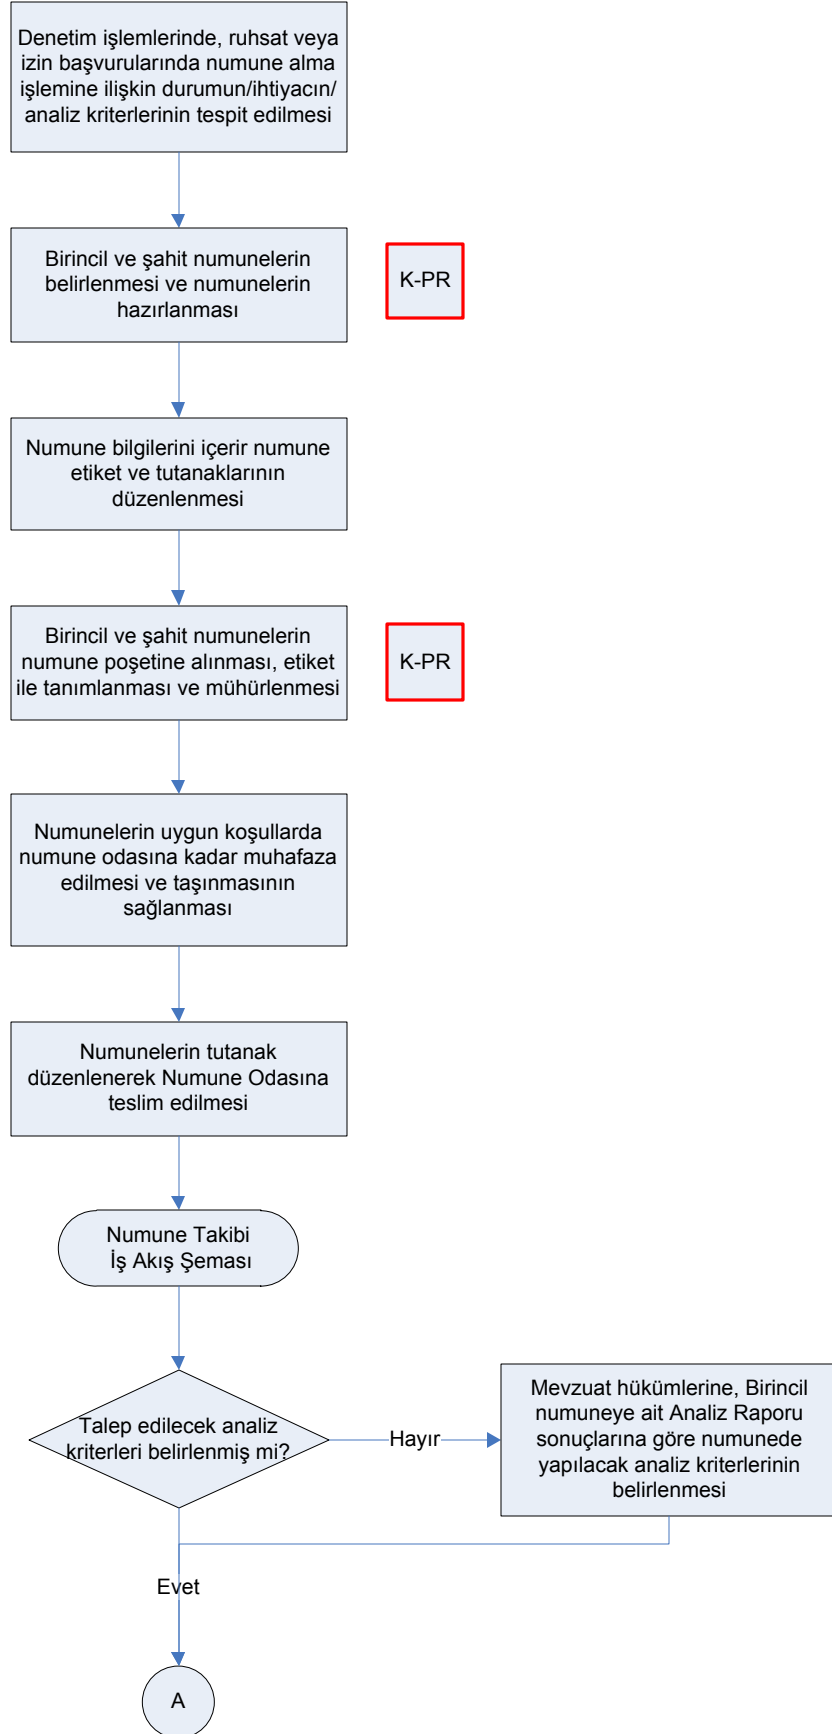 Denetim işlemlerinde, ruhsat veya
izin başvurularında numune alma
işlemine ilişkin durumun/ihtiyacın/
analiz kriterlerinin tespit edilmesi
Birincil ve şahit numunelerin
belirlenmesi ve numunelerin
hazırlanması
K-PR
Numune bilgilerini içerir numune
etiket ve tutanaklarının
düzenlenmesi
Birincil ve şahit numunelerin
numune poşetine alınması, etiket
ile tanımlanması ve mühürlenmesi
K-PR
Numunelerin uygun koşullarda
numune odasına kadar muhafaza
edilmesi ve taşınmasının
sağlanması
Numunelerin tutanak
düzenlenerek Numune Odasına
teslim edilmesi
Numune Takibi
İş Akış Şeması
Talep edilecek analiz
kriterleri belirlenmiş mi?
Hayır
Mevzuat hükümlerine, Birincil
numuneye ait Analiz Raporu
sonuçlarına göre numunede
yapılacak analiz kriterlerinin
belirlenmesi
Evet
A